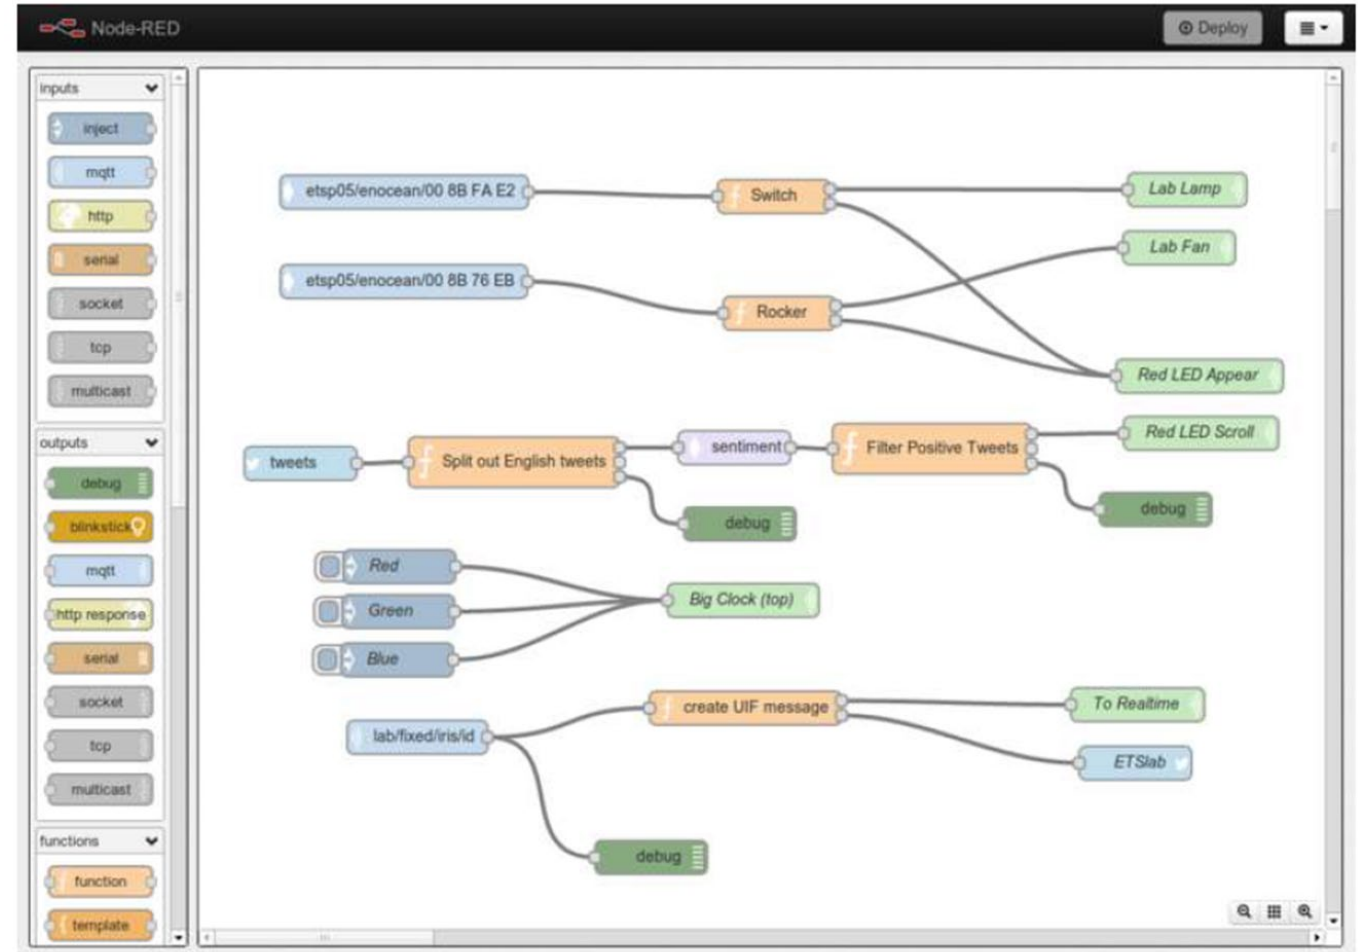 Node-RED
Deploy
inputs
inject
mqtt
http
serial
socket
tcp
multicast
outputs
debug
blinkstick
mqtt
http response
serial
socket
tcp
multicast
functions
function
template
etsp05/enocean/00 8B FA E2
Switch
Lab Lamp
Lab Fan
etsp05/enocean/00 8B 76 EB
Rocker
Red LED Appear
tweets
Split out English tweets
sentiment
Filter Positive Tweets
Red LED Scroll
debug
debug
Red
Green
Blue
Big Clock (top)
lab/fixed/iris/id
create UIF message
To Realtime
ETSlab
debug